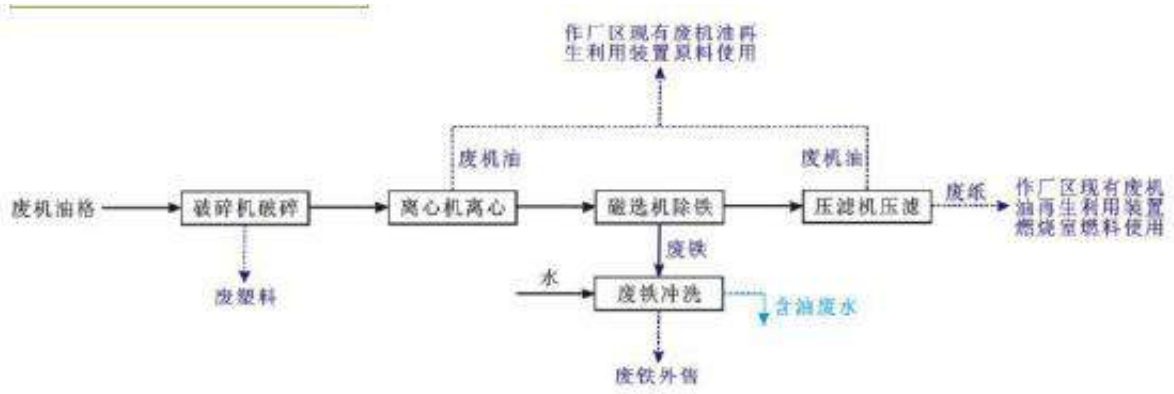 作厂区现有废机油再
生利用装置原料使用
废机油
废机油
废机油格
破碎机破碎
离心机离心
磁选机除铁
压滤机压滤
废纸
作厂区现有废机
油再生利用装置
燃烧室燃料使用
废塑料
废铁
水
废铁冲洗
含油废水
废铁外售